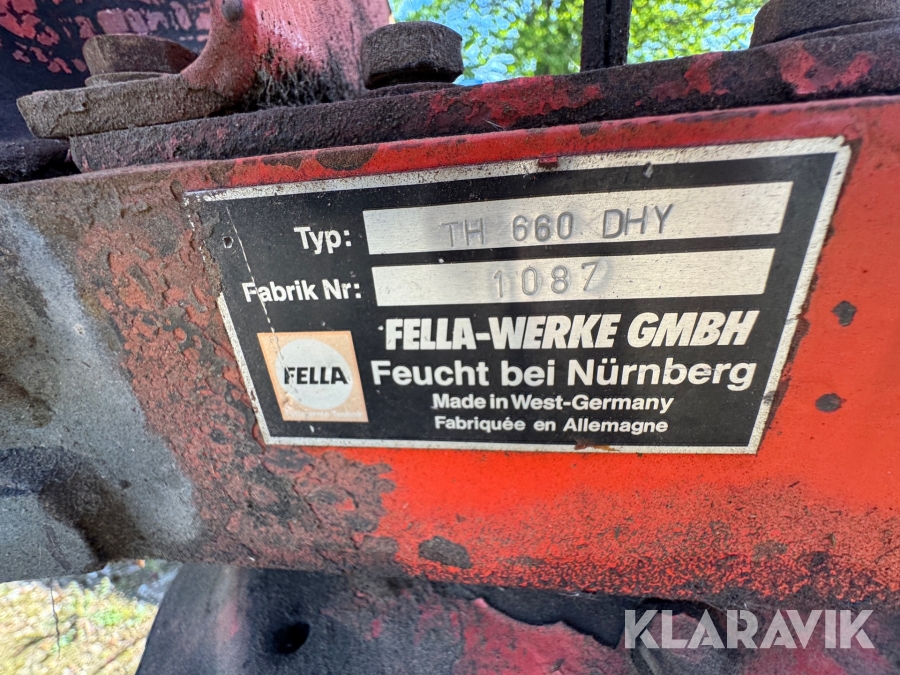 Typ: TH 660 DHY
Fabrik Nr: 1087
FELLA-WERKE GMBH
FELLA
Feucht bei Nürnberg
Made in West-Germany
Fabriquée en Allemagne
KLARAVIK